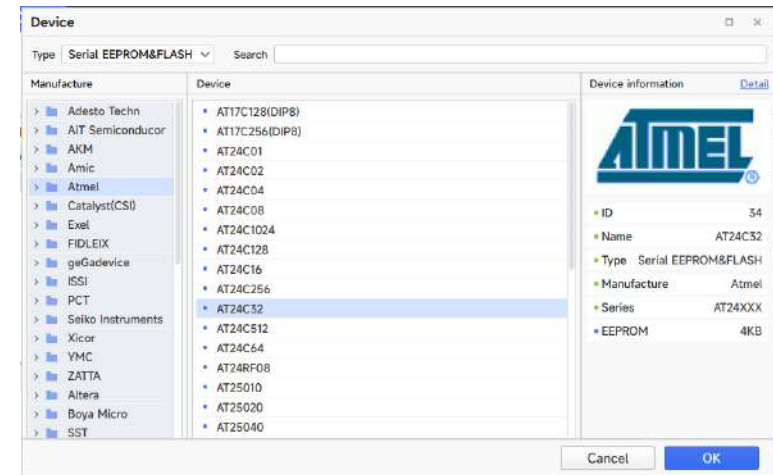 Device
Type Serial EEPROM&FLASH Search
Manufacture
Adesto Techn
AIT Semiconducor
AKM
Amic
Atmel
Catalyst(CSI)
Exel
FIDLEIX
geGadevice
ISSI
PCT
Seiko Instruments
Xicor
YMC
ZATTA
Altera
Boya Micro
SST
Device
AT17C128(DIP8)
AT17C256(DIP8)
AT24C01
AT24C02
AT24C04
AT24C08
AT24C1024
AT24C128
AT24C16
AT24C256
AT24C32
AT24C512
AT24C64
AT24RF08
AT25010
AT25020
AT25040
Device information Detail
ATMEL
ID 34
Name AT24C32
Type Serial EEPROM&FLASH
Manufacture Atmel
Series AT24XXX
EEPROM 4KB
Cancel OK